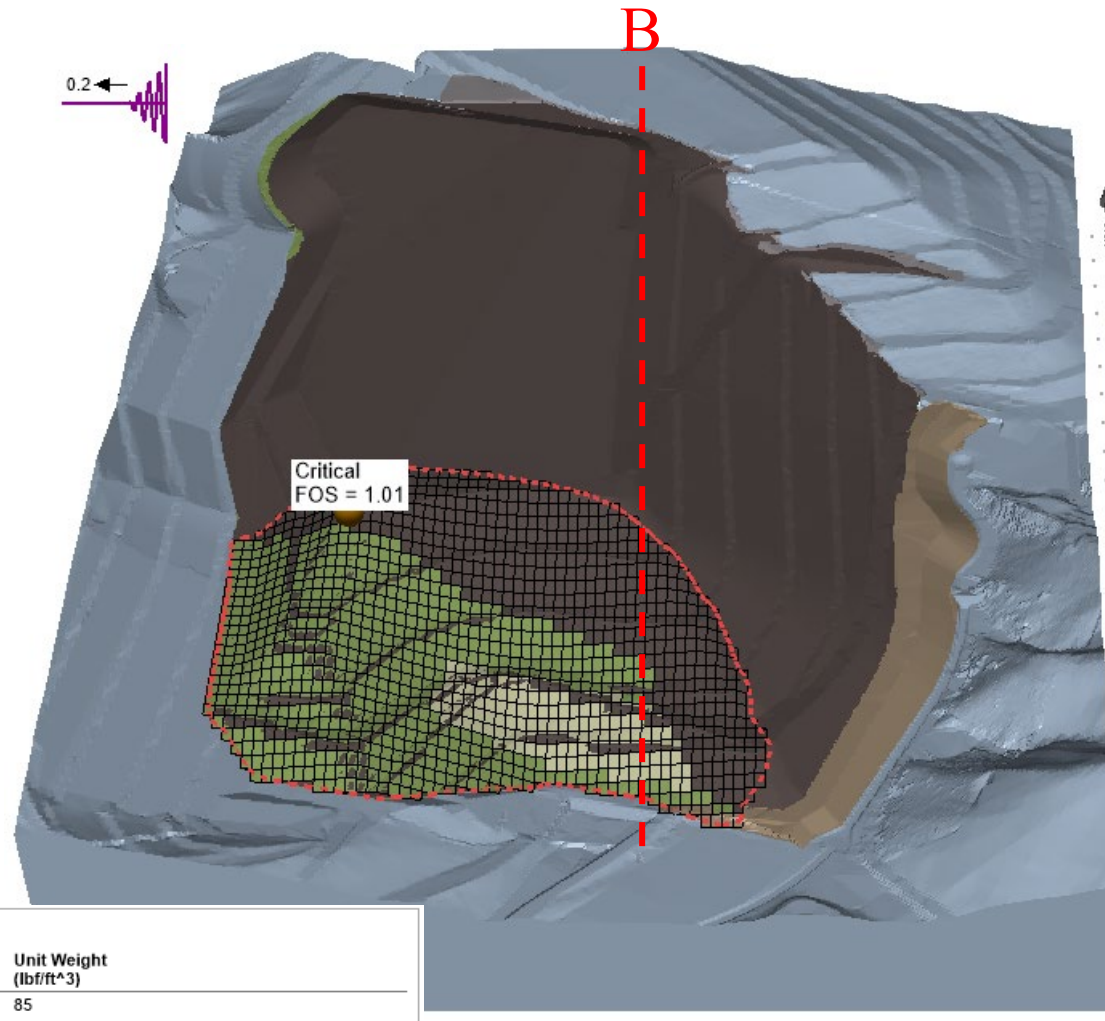 B
0.2
Critical
FOS = 1.01
Unit Weight
(lbf/ft^3)
85